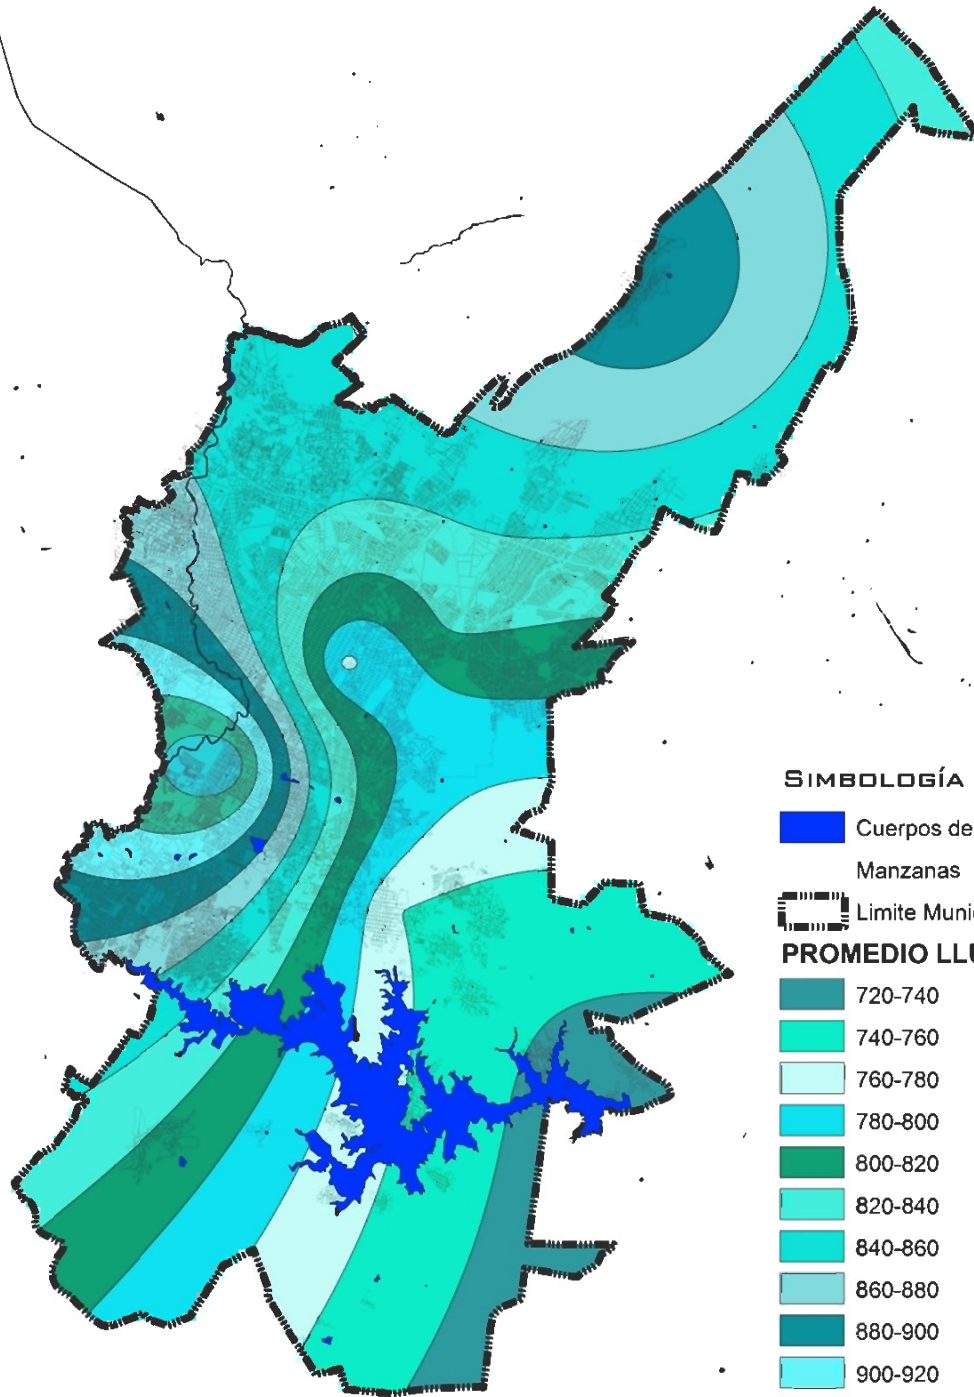 SIMBOLOGÍA
Cuerpos de
Manzanas
Limite Muni
PROMEDIO LLU
720-740
740-760
760-780
780-800
800-820
820-840
840-860
860-880
880-900
900-920